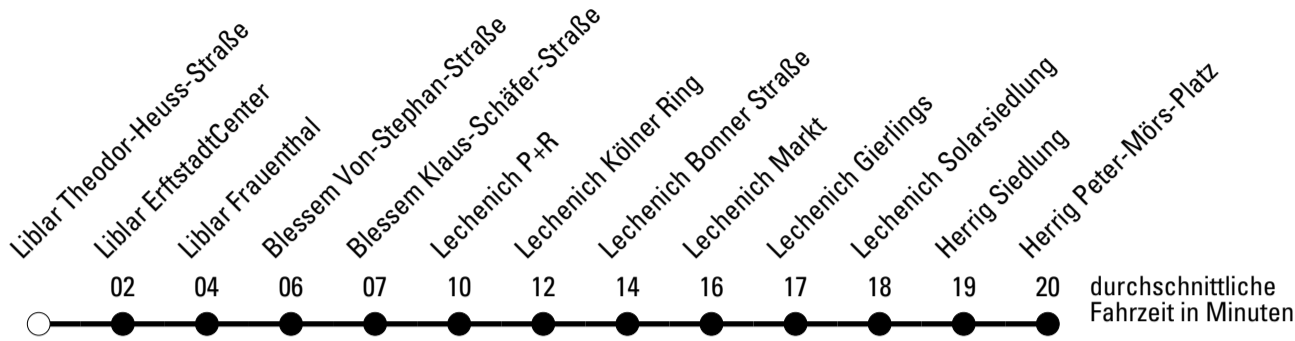 Liblar Theodor-Heuss-Straße
Liblar ErftstadtCenter
Liblar Frauenthal
Blessem Von-Stephan-Straße
Blessem Klaus-Schäfer-Straße
Lechenich P+R
Lechenich Kölner Ring
Lechenich Bonner Straße
Lechenich Markt
Lechenich Gierlings
Lechenich Solarsiedlung
Herrig Siedlung
Herrig Peter-Mörs-Platz
02 04 06 07 10 12 14 16 17 18 19 20
durchschnittliche
Fahrzeit in Minuten